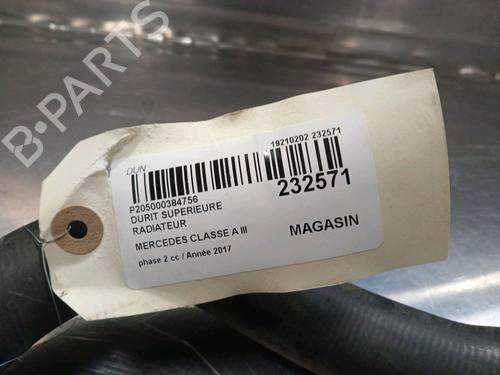 B-PARTS
DUN
19210202 232571
232571
P205000384756
DURIT SUPERIEURE
RADIATEUR
MERCEDES CLASSE A III
MAGASIN
phase 2 cc / Année 2017